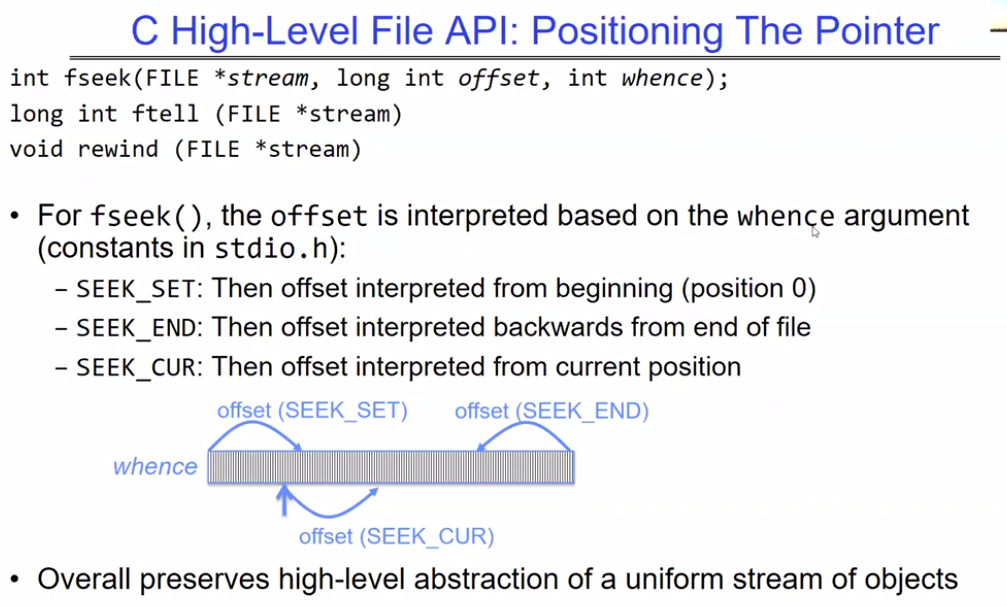 C High-Level File API: Positioning The Pointer
int fseek(FILE *stream, long int offset, int whence);
long int ftell (FILE *stream)
void rewind (FILE *stream)
• For fseek(), the offset is interpreted based on the whence argument
(constants in stdio.h):
– SEEK_SET: Then offset interpreted from beginning (position 0)
– SEEK_END: Then offset interpreted backwards from end of file
– SEEK_CUR: Then offset interpreted from current position
offset (SEEK_SET) offset (SEEK_END)
whence
offset (SEEK_CUR)
• Overall preserves high-level abstraction of a uniform stream of objects